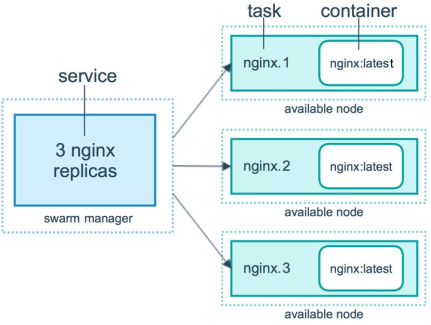 task
container
service
nginx.1
nginx:latest
available node
3 nginx
replicas
swarm manager
nginx.2
nginx:latest
available node
nginx.3
nginx:latest
available node